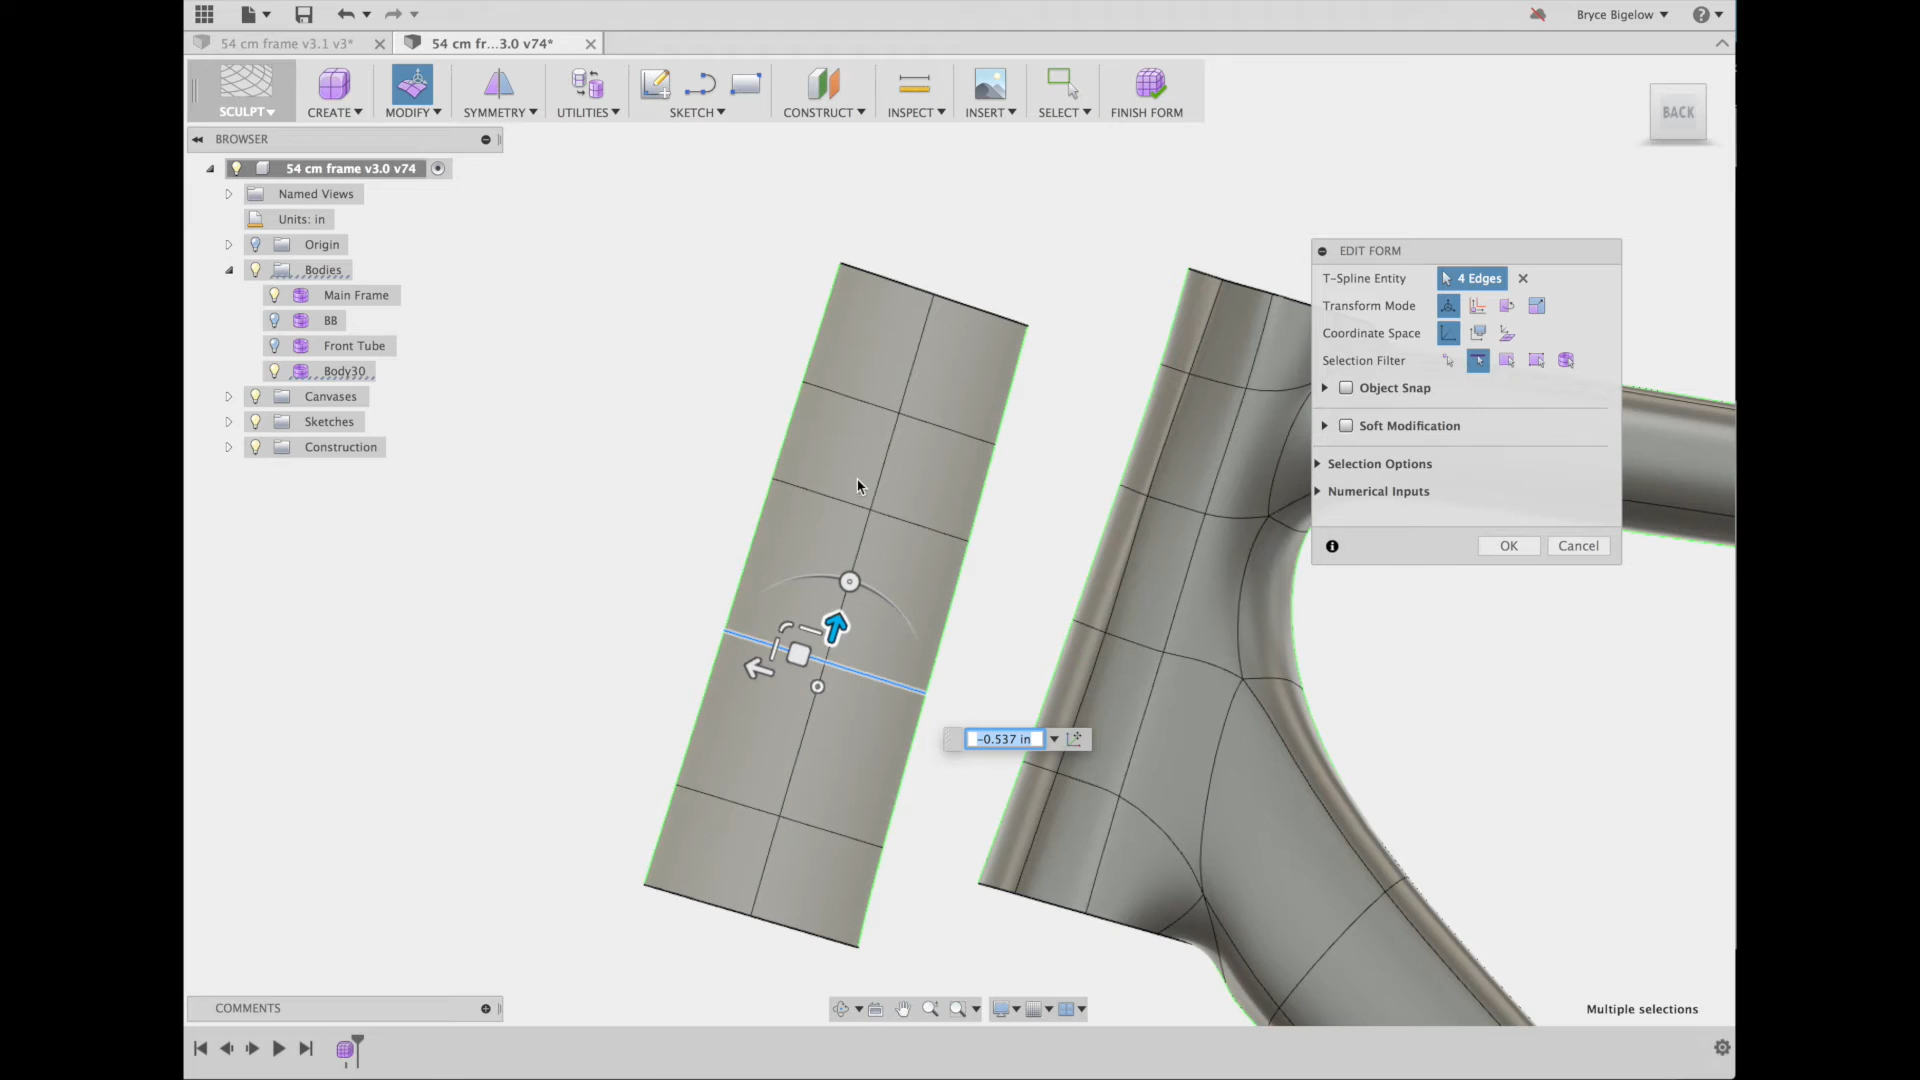 Bryce Bigelow
54 cm frame v3.1 v3*
54 cm fr...3.0 v74*
SCULPT
CREATE
MODIFY
SYMMETRY
UTILITIES
SKETCH
CONSTRUCT
INSPECT
INSERT
SELECT
FINISH FORM
BACK
BROWSER
54 cm frame v3.0 v74
Named Views
Units: in
Origin
Bodies
Main Frame
BB
Front Tube
Body30
Canvases
Sketches
Construction
EDIT FORM
T-Spline Entity
4 Edges
Transform Mode
Coordinate Space
Selection Filter
Object Snap
Soft Modification
Selection Options
Numerical Inputs
OK
Cancel
-0.537 in
COMMENTS
Multiple selections